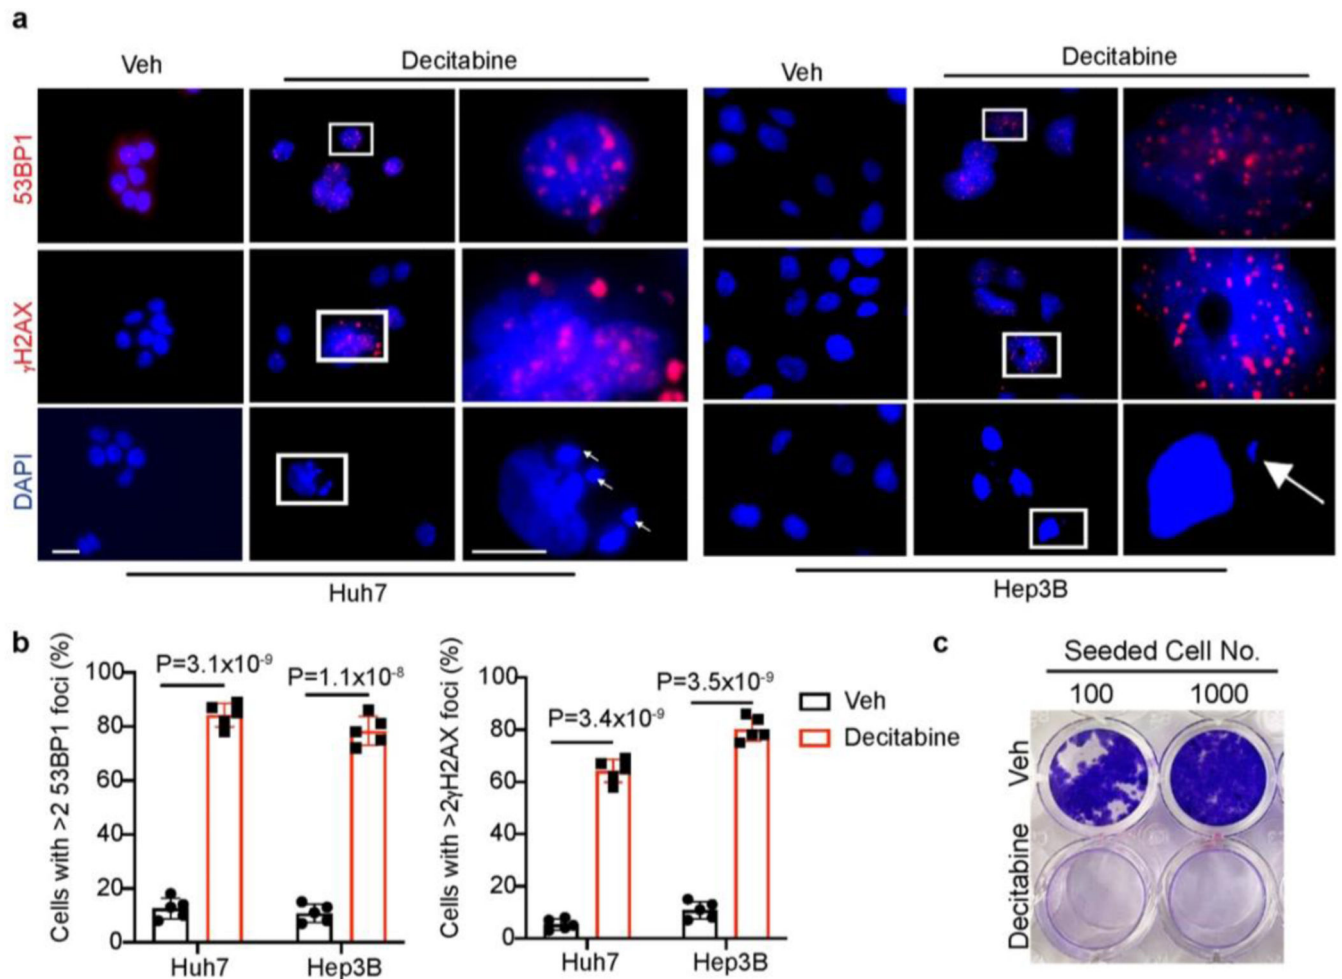 a
Veh
Decitabine
Veh
Decitabine
53BP1
γH2AX
DAPI
Huh7
Hep3B
b
Cells with >2 53BP1 foci (%)
100
80
60
40
20
0
P=3.1x10⁻⁹
P=1.1x10⁻⁸
Huh7
Hep3B
Cells with >2γH2AX foci (%)
100
80
60
40
20
0
P=3.4x10⁻⁹
P=3.5x10⁻⁹
Huh7
Hep3B
Veh
Decitabine
c
Seeded Cell No.
100 1000
Veh
Decitabine